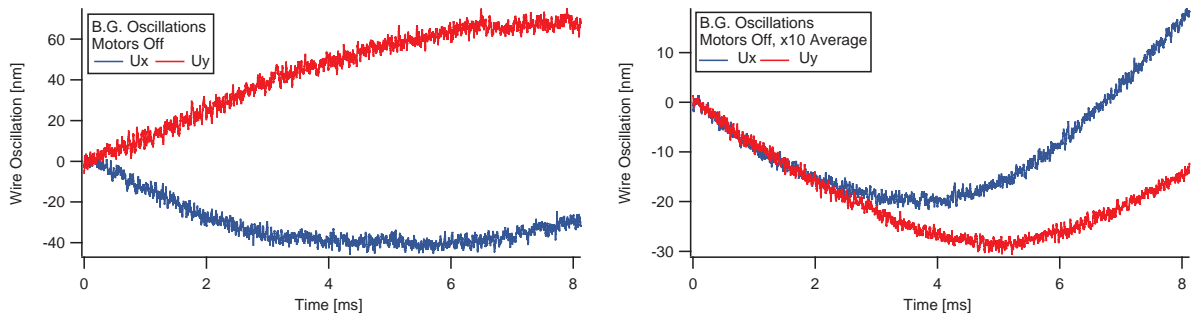 B.G. Oscillations
Motors Off
Ux Uy
Wire Oscillation [nm]
60
40
20
0
-20
-40
0 2 4 6 8
Time [ms]
B.G. Oscillations
Motors Off, x10 Average
Ux Uy
Wire Oscillation [nm]
10
0
-10
-20
-30
0 2 4 6 8
Time [ms]